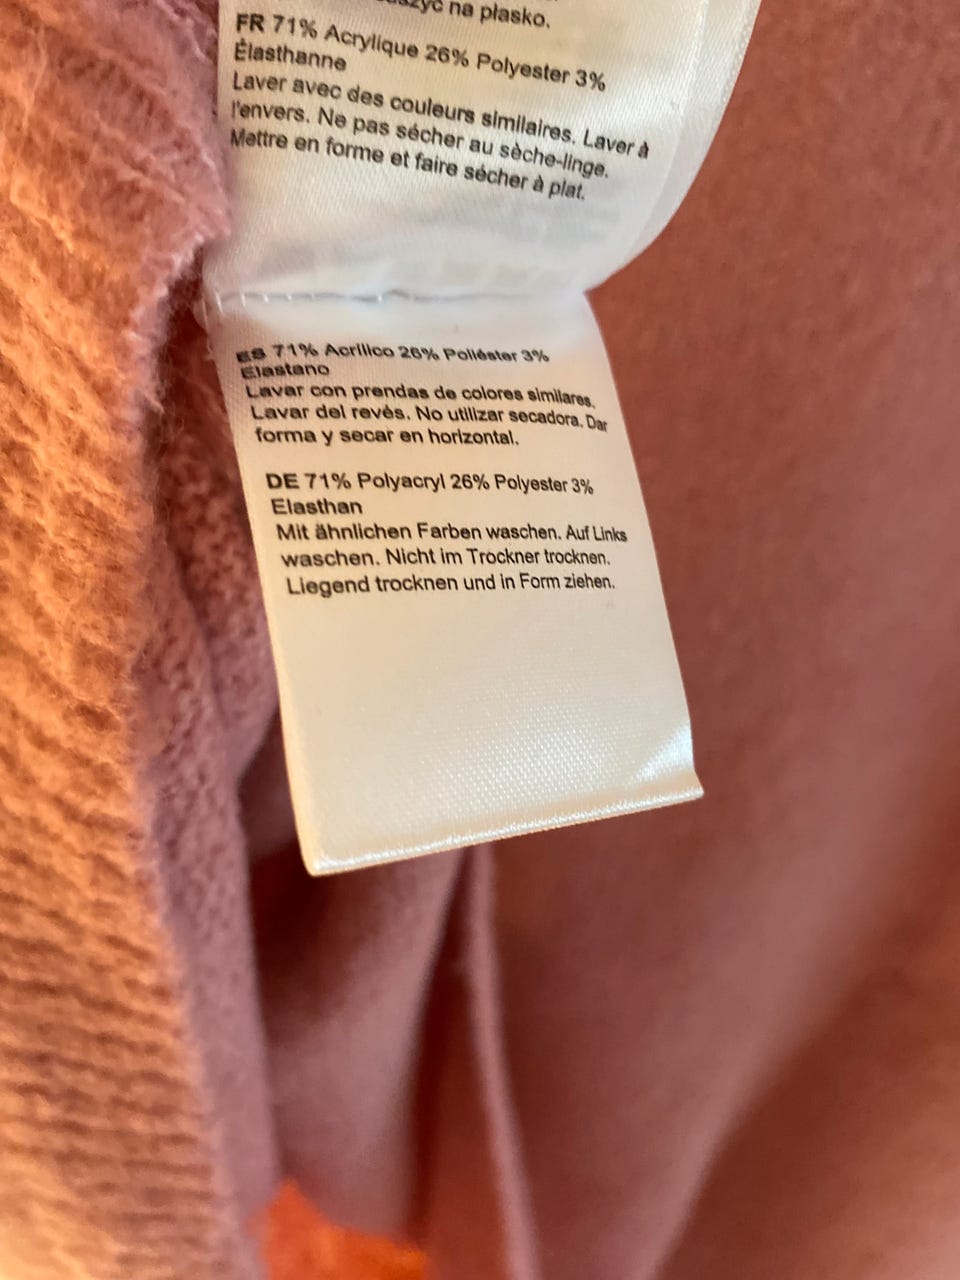 na płasko.
FR 71% Acrylique 26% Polyester 3%
Élasthanne
Laver avec des couleurs similaires. Laver à
l'envers. Ne pas sécher au sèche-linge.
Mettre en forme et faire sécher à plat.
ES 71% Acrílico 26% Poliéster 3%
Elastano
Lavar con prendas de colores similares.
Lavar del revés. No utilizar secadora. Dar
forma y secar en horizontal.
DE 71% Polyacryl 26% Polyester 3%
Elasthan
Mit ähnlichen Farben waschen. Auf Links
waschen. Nicht im Trockner trocknen.
Liegend trocknen und in Form ziehen.